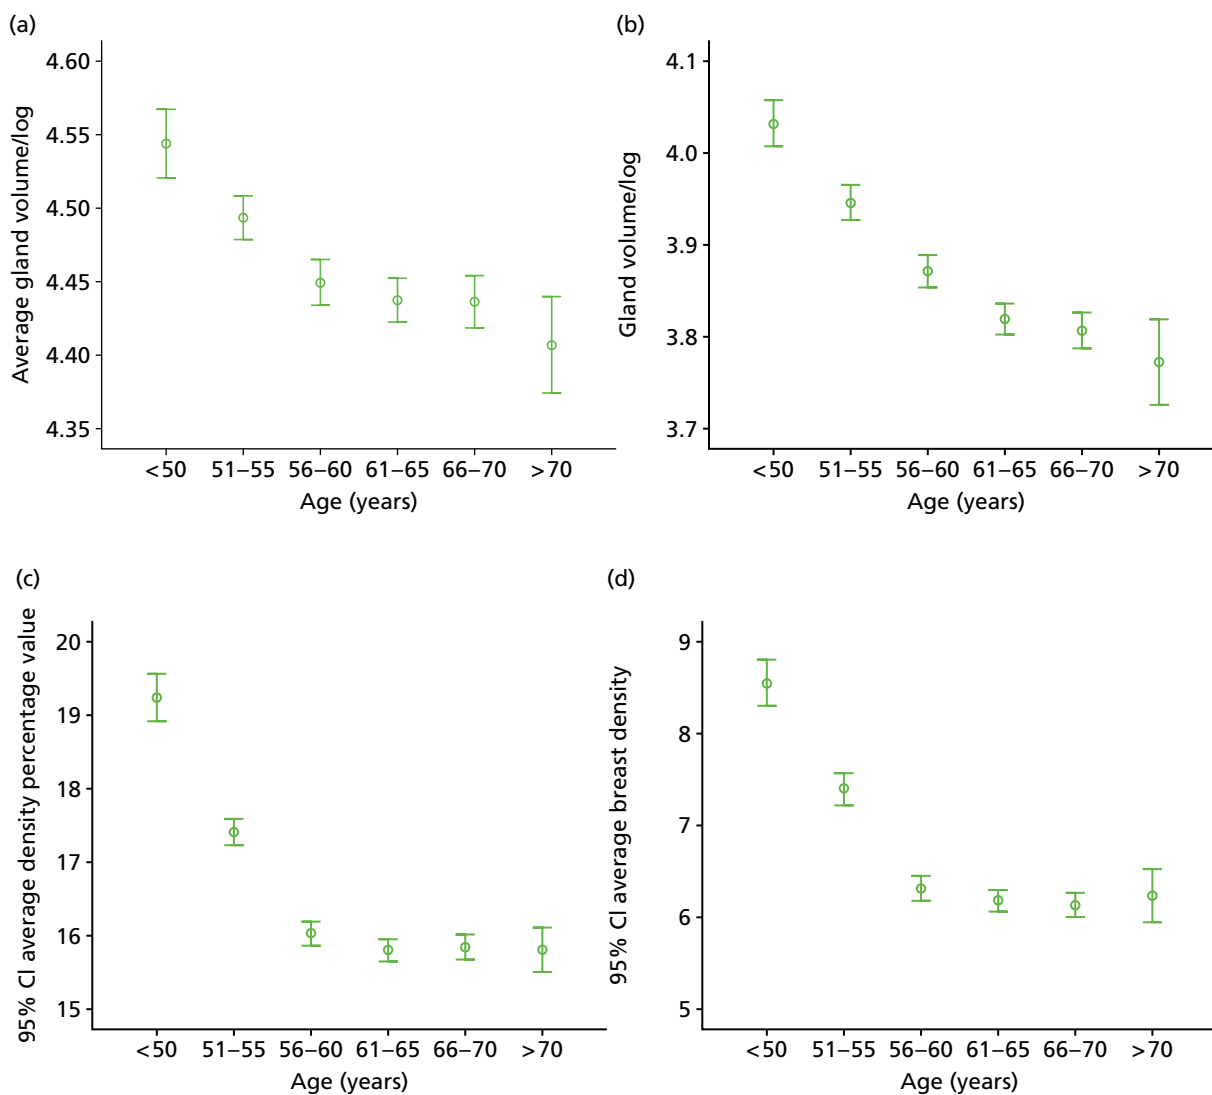 (a)
Average gland volume/log
4.60
4.55
4.50
4.45
4.40
4.35
<50 51–55 56–60 61–65 66–70 >70
Age (years)
(b)
Gland volume/log
4.1
4.0
3.9
3.8
3.7
<50 51–55 56–60 61–65 66–70 >70
Age (years)
(c)
95% CI average density percentage value
20
19
18
17
16
15
<50 51–55 56–60 61–65 66–70 >70
Age (years)
(d)
95% CI average breast density
9
8
7
6
5
<50 51–55 56–60 61–65 66–70 >70
Age (years)